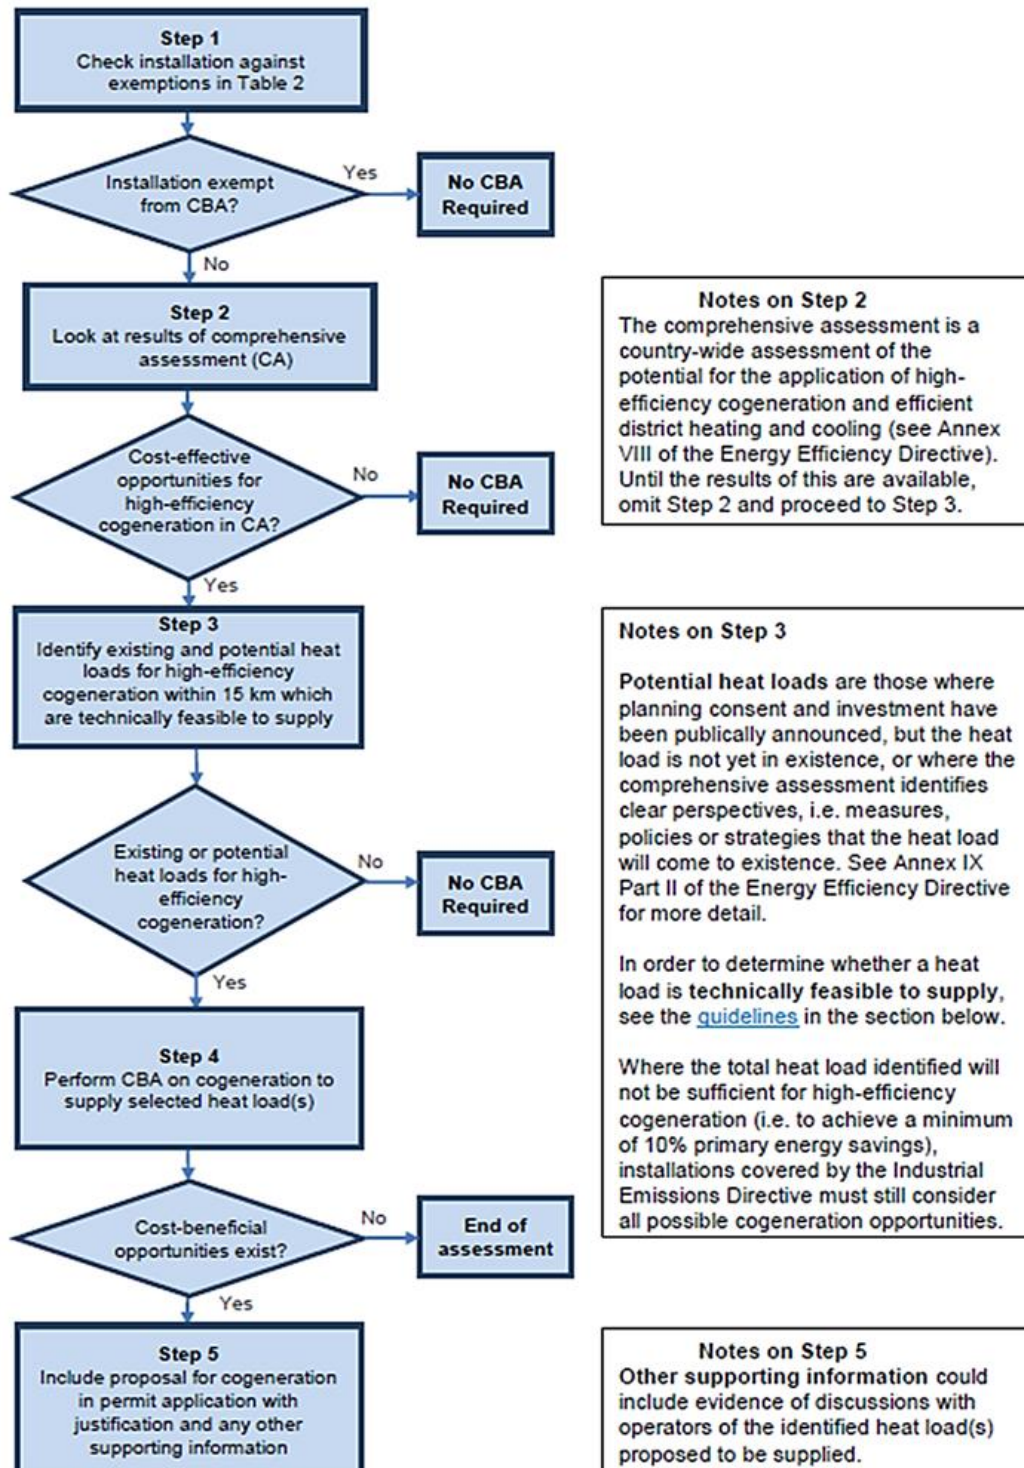 Step 1
Check installation against
exemptions in Table 2
Installation exempt
from CBA?
Yes
No CBA
Required
No
Step 2
Look at results of comprehensive
assessment (CA)
Cost-effective
opportunities for
high-efficiency
cogeneration in CA?
No
No CBA
Required
Yes
Notes on Step 2
The comprehensive assessment is a
country-wide assessment of the
potential for the application of high-
efficiency cogeneration and efficient
district heating and cooling (see Annex
VIII of the Energy Efficiency Directive).
Until the results of this are available,
omit Step 2 and proceed to Step 3.
Step 3
Identify existing and potential heat
loads for high-efficiency
cogeneration within 15 km which
are technically feasible to supply
Existing or potential
heat loads for high-
efficiency
cogeneration?
No
No CBA
Required
Yes
Notes on Step 3
Potential heat loads are those where
planning consent and investment have
been publically announced, but the heat
load is not yet in existence, or where the
comprehensive assessment identifies
clear perspectives, i.e. measures,
policies or strategies that the heat load
will come to existence. See Annex IX
Part II of the Energy Efficiency Directive
for more detail.
In order to determine whether a heat
load is technically feasible to supply,
see the guidelines in the section below.
Where the total heat load identified will
not be sufficient for high-efficiency
cogeneration (i.e. to achieve a minimum
of 10% primary energy savings),
installations covered by the Industrial
Emissions Directive must still consider
all possible cogeneration opportunities.
Step 4
Perform CBA on cogeneration to
supply selected heat load(s)
Cost-beneficial
opportunities exist?
No
End of
assessment
Yes
Step 5
Include proposal for cogeneration
in permit application with
justification and any other
supporting information
Notes on Step 5
Other supporting information could
include evidence of discussions with
operators of the identified heat load(s)
proposed to be supplied.